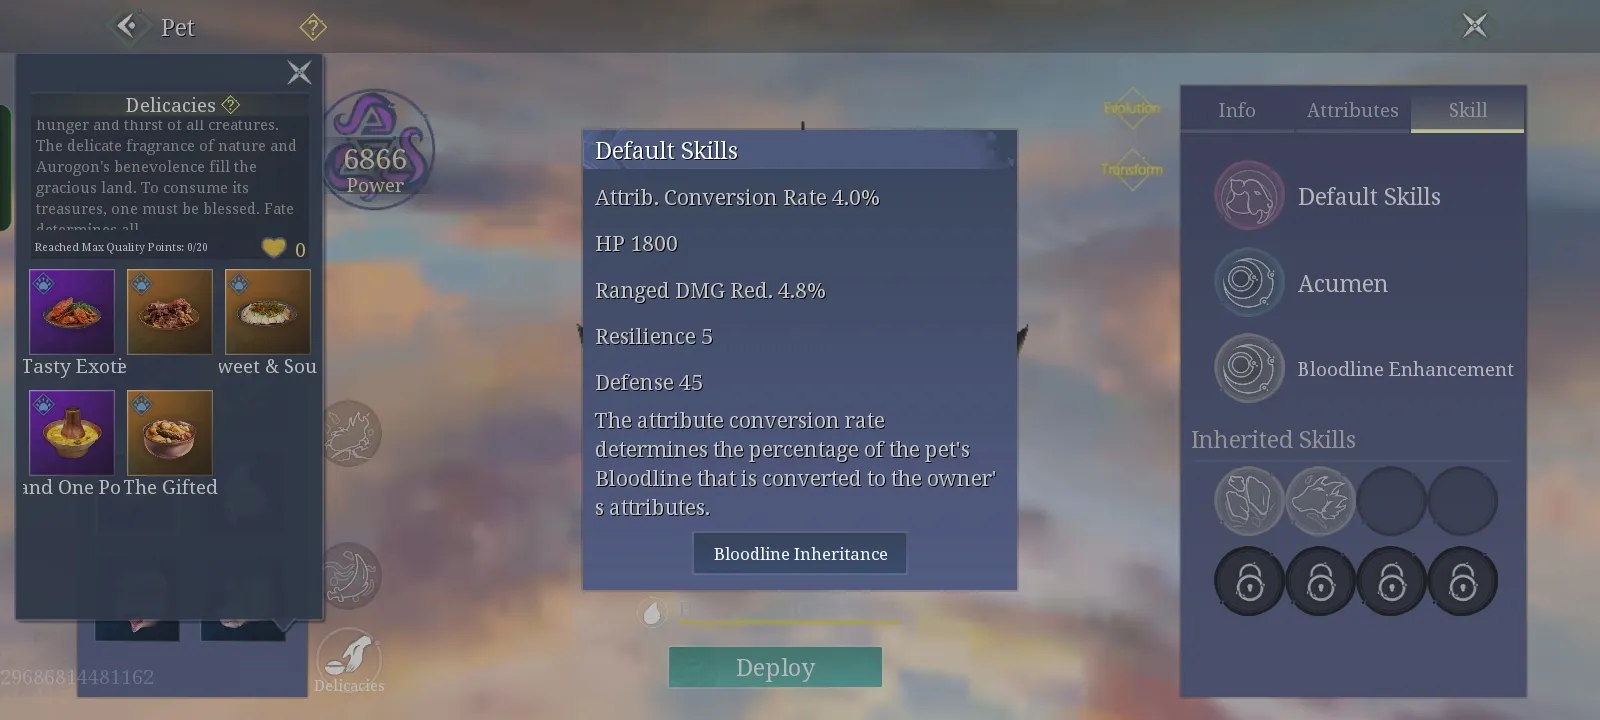 Pet
?
Delicacies ?
hunger and thirst of all creatures.
The delicate fragrance of nature and
Aurogon's benevolence fill the
gracious land. To consume its
treasures, one must be blessed. Fate
determines all
Reached Max Quality Points: 0/20
0
Tasty Exoti
weet & Sou
and One Po
The Gifted
6866
Power
Delicacies
29686814481162
Default Skills
Attrib. Conversion Rate 4.0%
HP 1800
Ranged DMG Red. 4.8%
Resilience 5
Defense 45
The attribute conversion rate
determines the percentage of the pet's
Bloodline that is converted to the owner'
s attributes.
Bloodline Inheritance
Deploy
Evolution
Transform
Info
Attributes
Skill
Default Skills
Acumen
Bloodline Enhancement
Inherited Skills